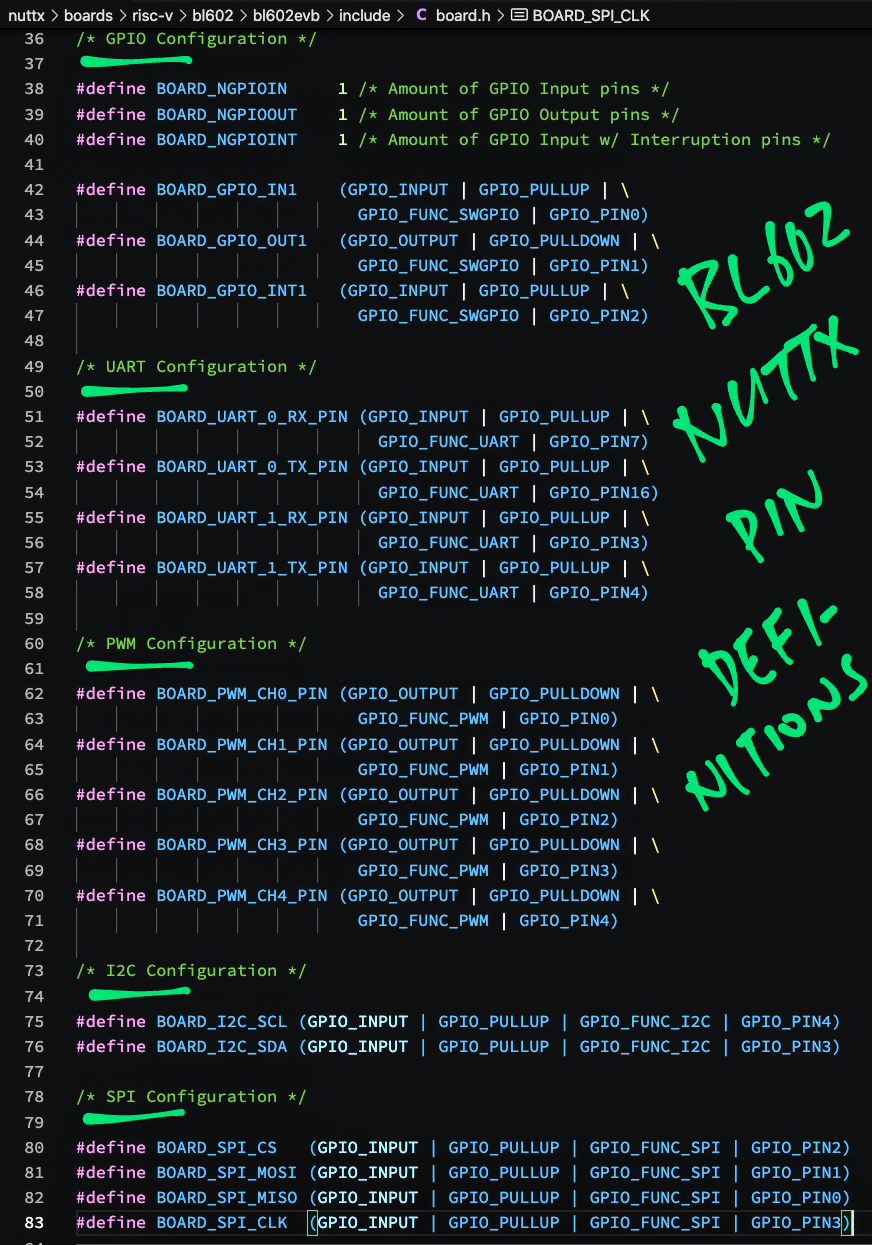 nuttx > boards > risc-v > bl602 > bl602evb > include > C board.h > BOARD_SPI_CLK
36 /* GPIO Configuration */
37
38 #define BOARD_NGPIOIN     1 /* Amount of GPIO Input pins */
39 #define BOARD_NGPIOOUT    1 /* Amount of GPIO Output pins */
40 #define BOARD_NGPIOINT    1 /* Amount of GPIO Input w/ Interruption pins */
41
42 #define BOARD_GPIO_IN1    (GPIO_INPUT | GPIO_PULLUP | \
43                             GPIO_FUNC_SWGPIO | GPIO_PIN0)
44 #define BOARD_GPIO_OUT1   (GPIO_OUTPUT | GPIO_PULLDOWN | \
45                             GPIO_FUNC_SWGPIO | GPIO_PIN1)
46 #define BOARD_GPIO_INT1   (GPIO_INPUT | GPIO_PULLUP | \
47                             GPIO_FUNC_SWGPIO | GPIO_PIN2)
48
49 /* UART Configuration */
50
51 #define BOARD_UART_0_RX_PIN (GPIO_INPUT | GPIO_PULLUP | \
52                               GPIO_FUNC_UART | GPIO_PIN7)
53 #define BOARD_UART_0_TX_PIN (GPIO_INPUT | GPIO_PULLUP | \
54                               GPIO_FUNC_UART | GPIO_PIN16)
55 #define BOARD_UART_1_RX_PIN (GPIO_INPUT | GPIO_PULLUP | \
56                               GPIO_FUNC_UART | GPIO_PIN3)
57 #define BOARD_UART_1_TX_PIN (GPIO_INPUT | GPIO_PULLUP | \
58                               GPIO_FUNC_UART | GPIO_PIN4)
59
60 /* PWM Configuration */
61
62 #define BOARD_PWM_CH0_PIN (GPIO_OUTPUT | GPIO_PULLDOWN | \
63                             GPIO_FUNC_PWM | GPIO_PIN0)
64 #define BOARD_PWM_CH1_PIN (GPIO_OUTPUT | GPIO_PULLDOWN | \
65                             GPIO_FUNC_PWM | GPIO_PIN1)
66 #define BOARD_PWM_CH2_PIN (GPIO_OUTPUT | GPIO_PULLDOWN | \
67                             GPIO_FUNC_PWM | GPIO_PIN2)
68 #define BOARD_PWM_CH3_PIN (GPIO_OUTPUT | GPIO_PULLDOWN | \
69                             GPIO_FUNC_PWM | GPIO_PIN3)
70 #define BOARD_PWM_CH4_PIN (GPIO_OUTPUT | GPIO_PULLDOWN | \
71                             GPIO_FUNC_PWM | GPIO_PIN4)
72
73 /* I2C Configuration */
74
75 #define BOARD_I2C_SCL (GPIO_INPUT | GPIO_PULLUP | GPIO_FUNC_I2C | GPIO_PIN4)
76 #define BOARD_I2C_SDA (GPIO_INPUT | GPIO_PULLUP | GPIO_FUNC_I2C | GPIO_PIN3)
77
78 /* SPI Configuration */
79
80 #define BOARD_SPI_CS   (GPIO_INPUT | GPIO_PULLUP | GPIO_FUNC_SPI | GPIO_PIN2)
81 #define BOARD_SPI_MOSI (GPIO_INPUT | GPIO_PULLUP | GPIO_FUNC_SPI | GPIO_PIN1)
82 #define BOARD_SPI_MISO (GPIO_INPUT | GPIO_PULLUP | GPIO_FUNC_SPI | GPIO_PIN0)
83 #define BOARD_SPI_CLK  (GPIO_INPUT | GPIO_PULLUP | GPIO_FUNC_SPI | GPIO_PIN3)
BL602
NUTTX
PIN
DEFI-
NITIONS